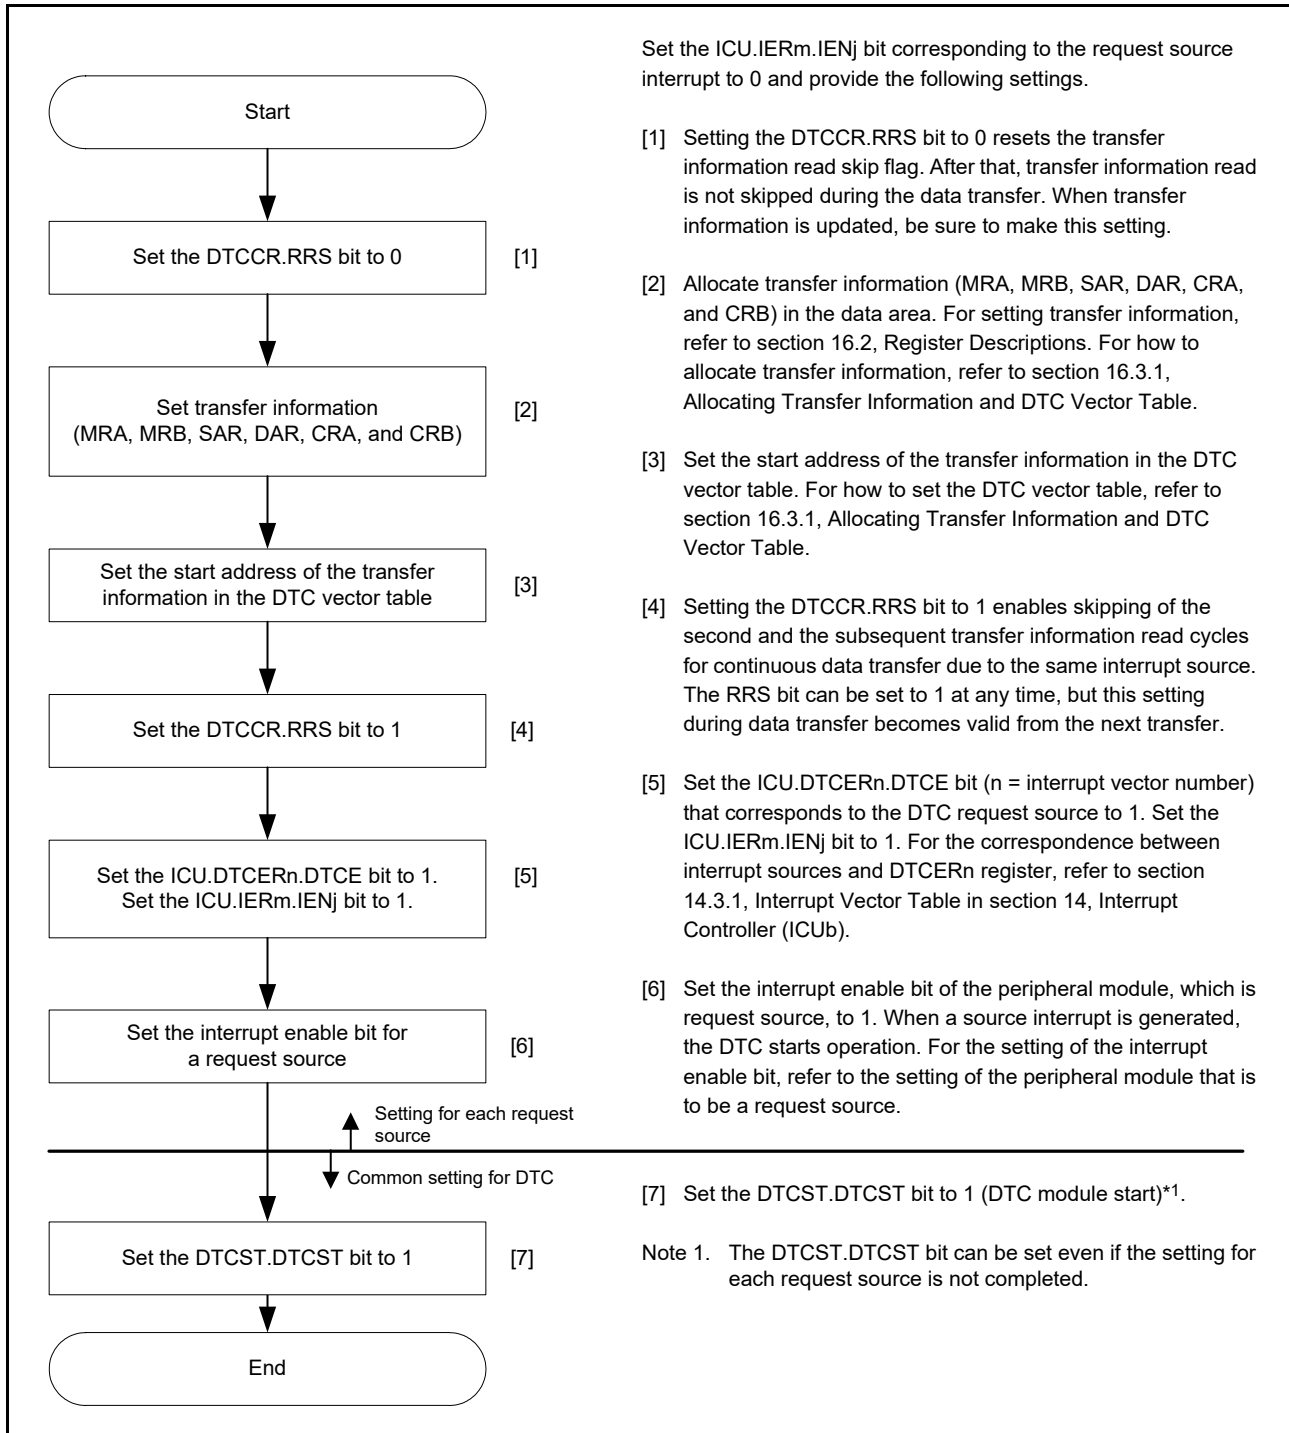 Start
Set the DTCCR.RRS bit to 0
[1]
Set transfer information
(MRA, MRB, SAR, DAR, CRA, and CRB)
[2]
Set the start address of the transfer
information in the DTC vector table
[3]
Set the DTCCR.RRS bit to 1
[4]
Set the ICU.DTCERn.DTCE bit to 1.
Set the ICU.IERm.IENj bit to 1.
[5]
Set the interrupt enable bit for
a request source
[6]
Setting for each request
source
Common setting for DTC
Set the DTCST.DTCST bit to 1
[7]
End
Set the ICU.IERm.IENj bit corresponding to the request source
interrupt to 0 and provide the following settings.
[1] Setting the DTCCR.RRS bit to 0 resets the transfer
information read skip flag. After that, transfer information read
is not skipped during the data transfer. When transfer
information is updated, be sure to make this setting.
[2] Allocate transfer information (MRA, MRB, SAR, DAR, CRA,
and CRB) in the data area. For setting transfer information,
refer to section 16.2, Register Descriptions. For how to
allocate transfer information, refer to section 16.3.1,
Allocating Transfer Information and DTC Vector Table.
[3] Set the start address of the transfer information in the DTC
vector table. For how to set the DTC vector table, refer to
section 16.3.1, Allocating Transfer Information and DTC
Vector Table.
[4] Setting the DTCCR.RRS bit to 1 enables skipping of the
second and the subsequent transfer information read cycles
for continuous data transfer due to the same interrupt source.
The RRS bit can be set to 1 at any time, but this setting
during data transfer becomes valid from the next transfer.
[5] Set the ICU.DTCERn.DTCE bit (n = interrupt vector number)
that corresponds to the DTC request source to 1. Set the
ICU.IERm.IENj bit to 1. For the correspondence between
interrupt sources and DTCERn register, refer to section
14.3.1, Interrupt Vector Table in section 14, Interrupt
Controller (ICUb).
[6] Set the interrupt enable bit of the peripheral module, which is
request source, to 1. When a source interrupt is generated,
the DTC starts operation. For the setting of the interrupt
enable bit, refer to the setting of the peripheral module that is
to be a request source.
[7] Set the DTCST.DTCST bit to 1 (DTC module start)*1.
Note 1. The DTCST.DTCST bit can be set even if the setting for
each request source is not completed.